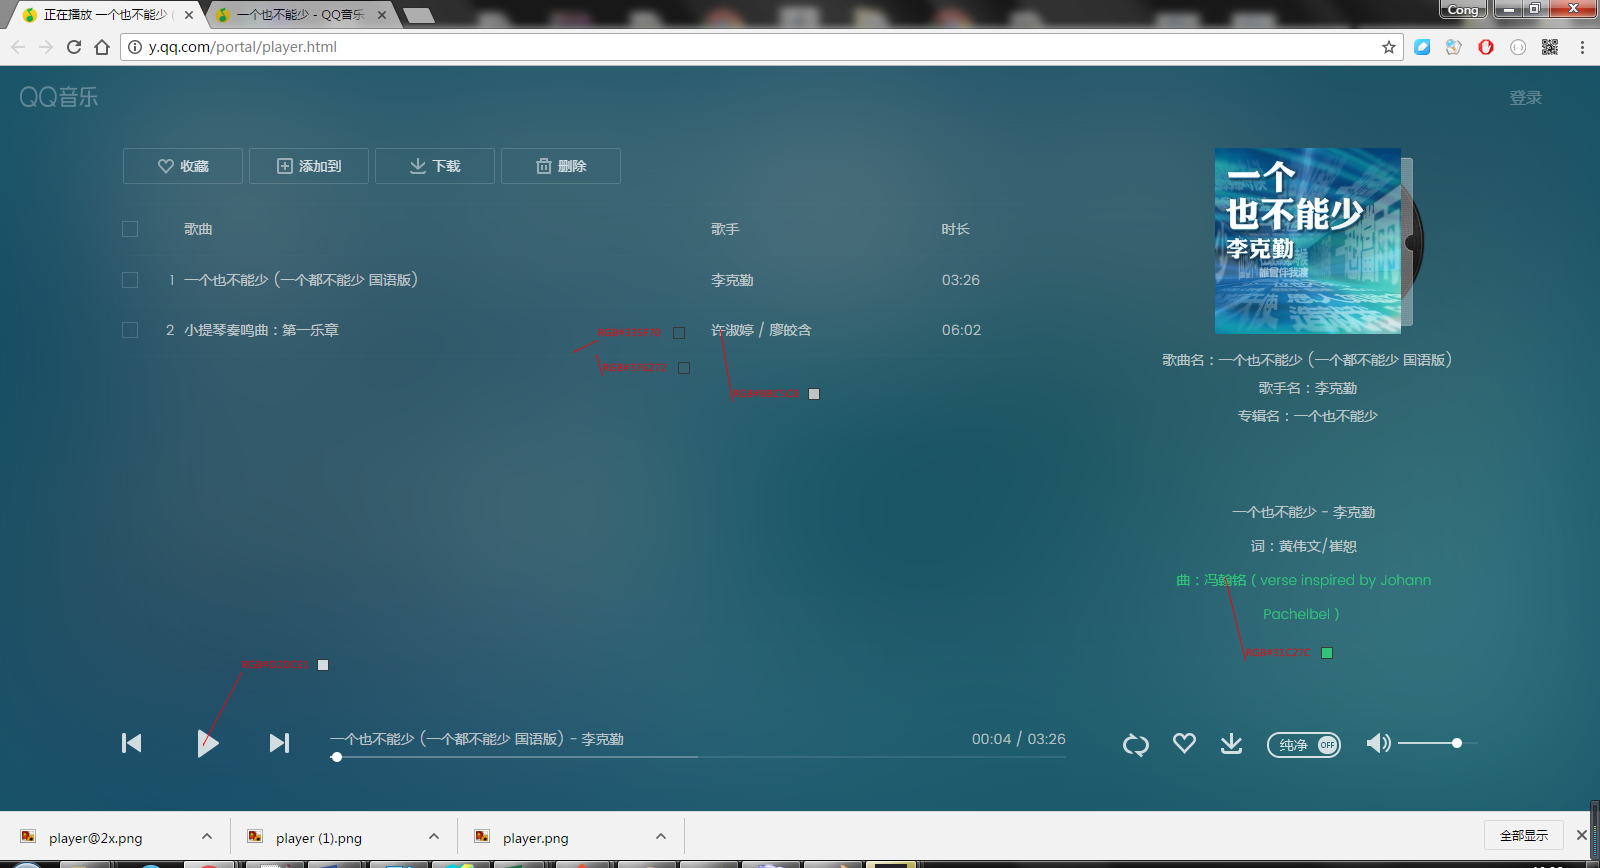 正在播放 一个也不能少 (
一个也不能少 - QQ音乐
Cong
y.qq.com/portal/player.html
QQ音乐
登录
收藏
添加到
下载
删除
歌曲
歌手
时长
1 一个也不能少 (一个都不能少 国语版)
李克勤
03:26
2 小提琴奏鸣曲：第一乐章
许淑婷 / 廖皎含
06:02
一个
也不能少
李克勤
歌曲名：一个也不能少 (一个都不能少 国语版)
歌手名：李克勤
专辑名：一个也不能少
一个也不能少 - 李克勤
词：黄伟文/崔恕
曲：冯翰铭 ( verse inspired by Johann
Pachelbel )
一个也不能少 (一个都不能少 国语版) - 李克勤
00:04 / 03:26
纯净
OFF
player@2x.png
player (1).png
player.png
全部显示